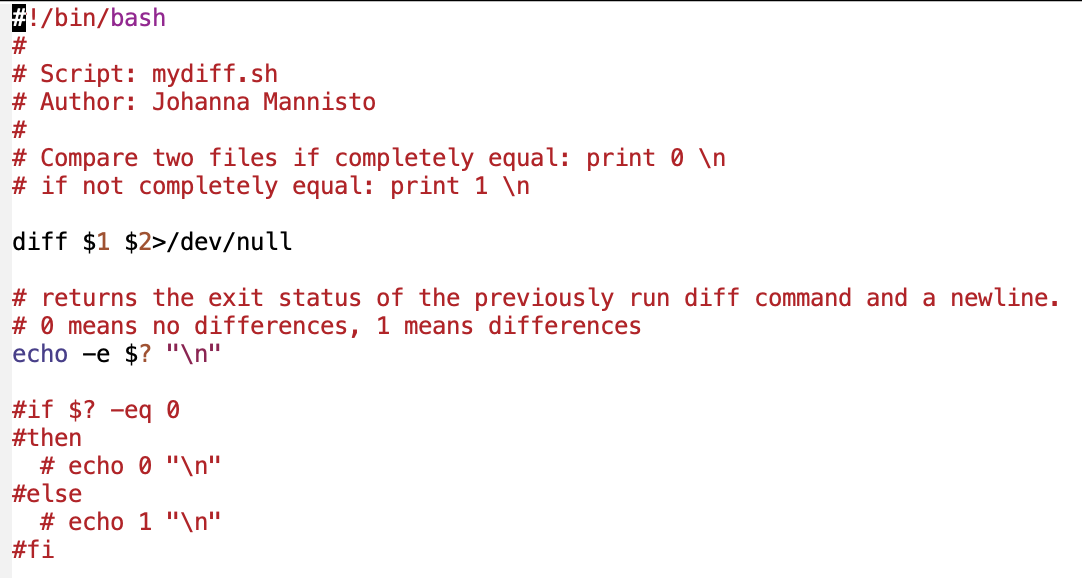 #!/bin/bash
#
# Script: mydiff.sh
# Author: Johanna Mannisto
#
# Compare two files if completely equal: print 0 \n
# if not completely equal: print 1 \n

diff $1 $2>/dev/null

# returns the exit status of the previously run diff command and a newline.
# 0 means no differences, 1 means differences
echo -e $? "\n"

#if $? -eq 0
#then
  # echo 0 "\n"
#else
  # echo 1 "\n"
#fi